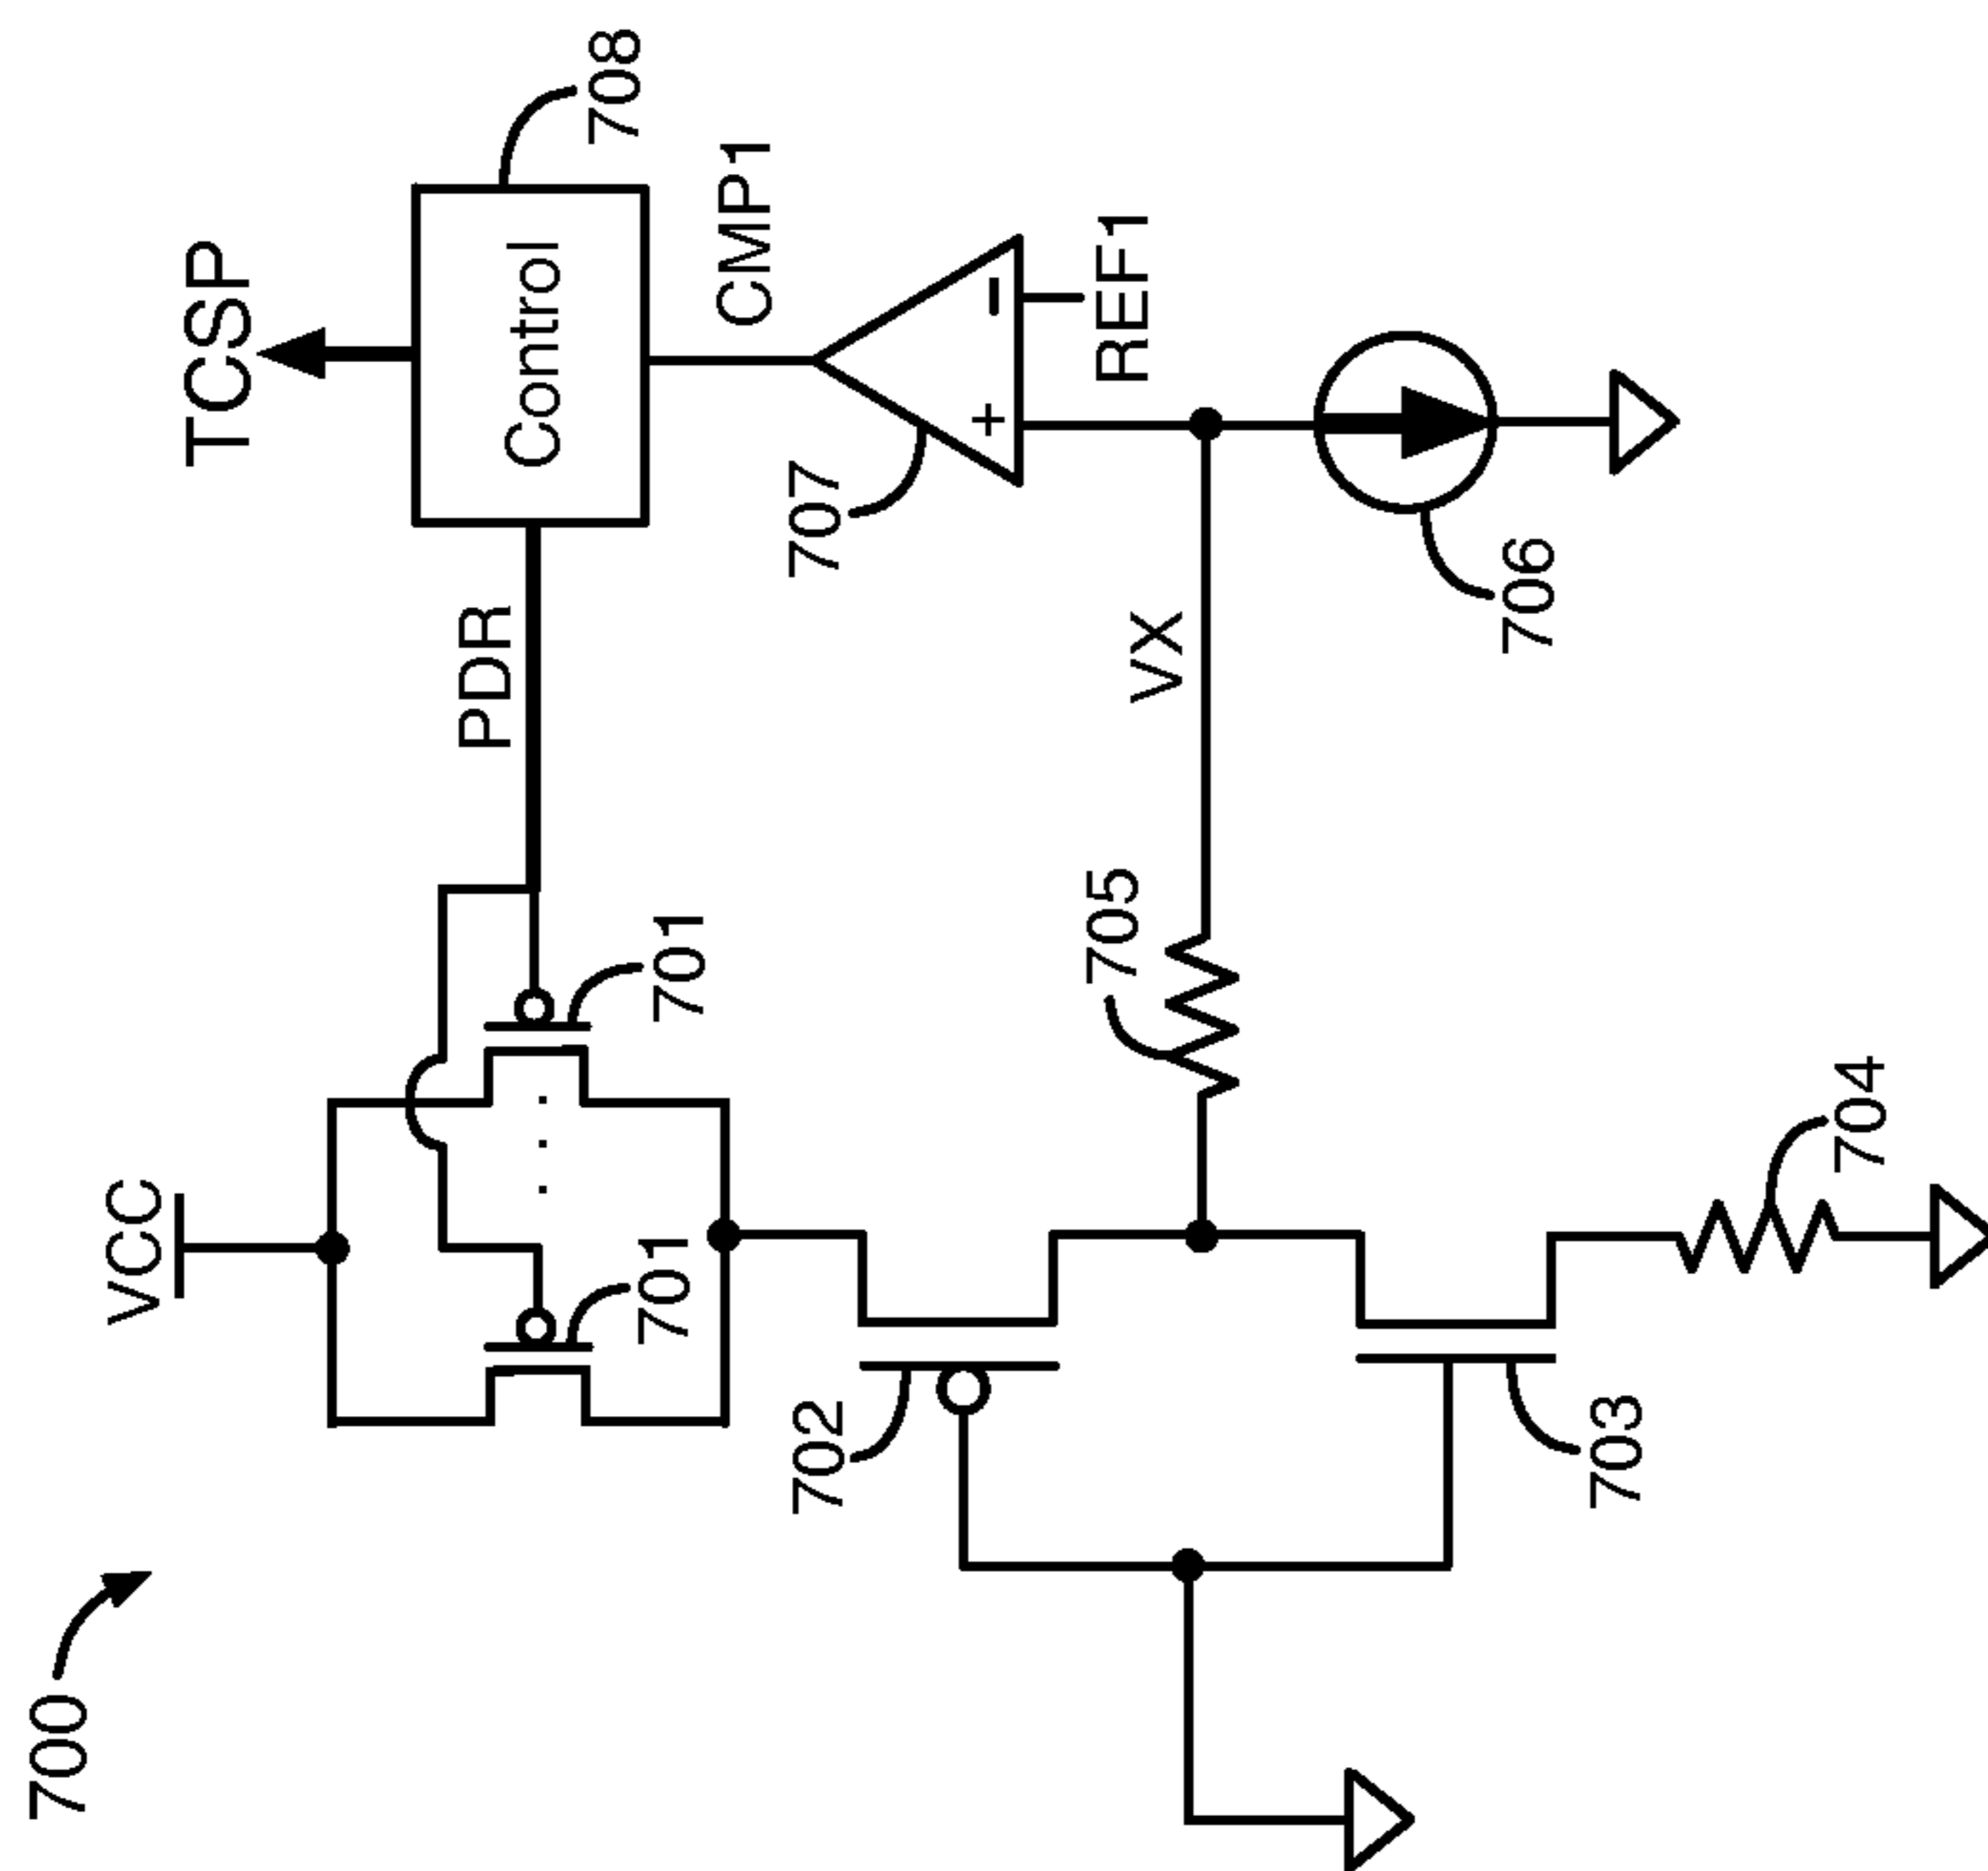 700
VCC
TCSP
708
Control
PDR
CMP1
707
701
701
REF1
VX
705
702
706
703
704
+
-